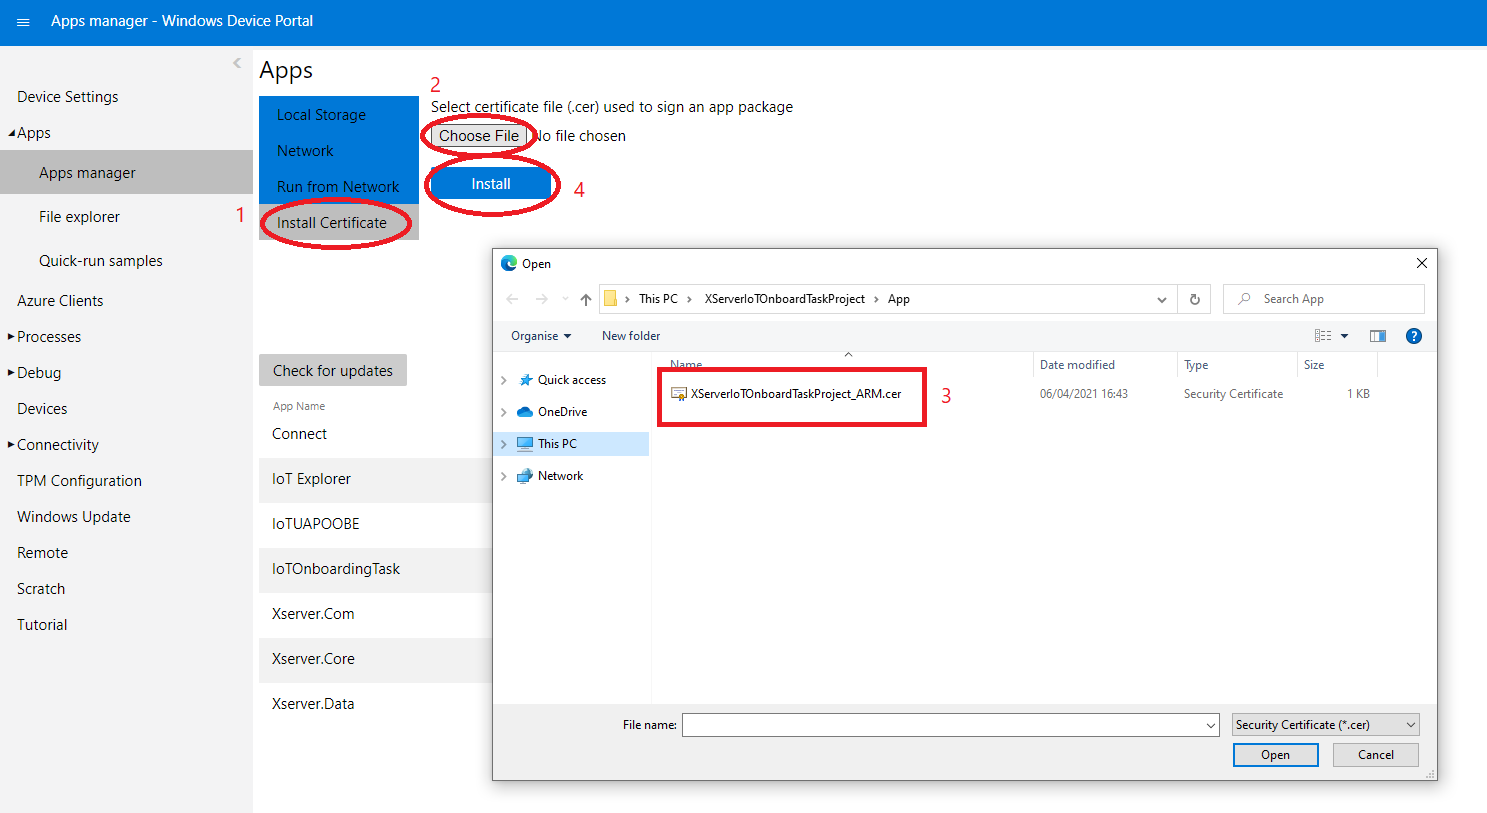 Apps manager - Windows Device Portal
Device Settings
Apps
Apps manager
File explorer
Quick-run samples
Azure Clients
Processes
Debug
Devices
Connectivity
TPM Configuration
Windows Update
Remote
Scratch
Tutorial
Apps
Local Storage
Network
Run from Network
1
Install Certificate
2
Select certificate file (.cer) used to sign an app package
Choose File No file chosen
Install 4
Check for updates
App Name
Connect
IoT Explorer
IoTUAPOOBE
IoTOnboardingTask
Xserver.Com
Xserver.Core
Xserver.Data
Open
This PC XServerIoTOnboardTaskProject App
Search App
Organise New folder
?
Quick access
OneDrive
This PC
Network
Name Date modified Type Size
XServerIoTOnboardTaskProject_ARM.cer 3 06/04/2021 16:43 Security Certificate 1 KB
File name: Security Certificate (*.cer)
Open Cancel